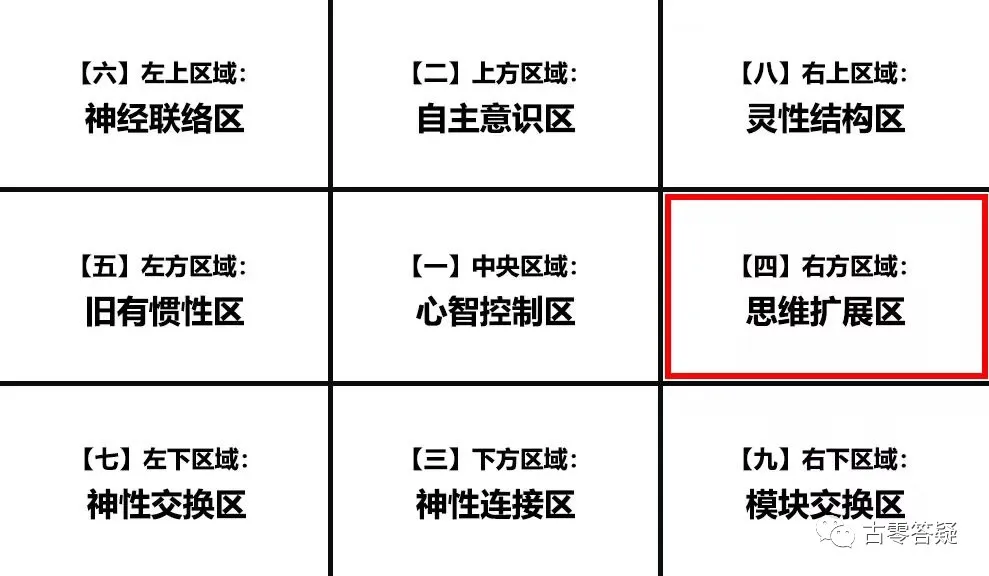 【六】左上区域：
神经联络区
【二】上方区域：
自主意识区
【八】右上区域：
灵性结构区
【五】左方区域：
旧有惯性区
【一】中央区域：
心智控制区
【四】右方区域：
思维扩展区
【七】左下区域：
神性交换区
【三】下方区域：
神性连接区
【九】右下区域：
模块交换区
古零答疑